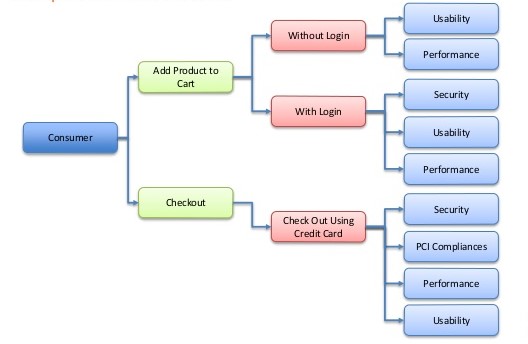 Usability
Without Login
Performance
Add Product to
Cart
Security
With Login
Usability
Consumer
Performance
Checkout
Security
Check Out Using
Credit Card
PCI Compliances
Performance
Usability